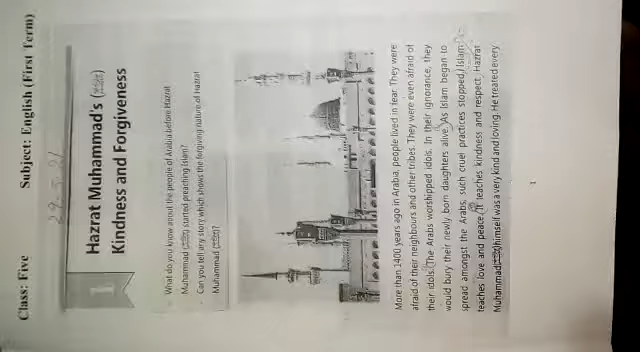 Class: Five Subject: English (First Term)
29-5-21
1
Hazrat Muhammad's (ﷺ)
Kindness and Forgiveness
What do you know about the people of Arabia before Hazrat
Muhammad (ﷺ) started preaching Islam?
Can you tell any story which shows the forgiving nature of Hazrat
Muhammad (ﷺ)?
More than 1400 years ago in Arabia, people lived in fear. They were
afraid of their neighbours and other tribes. They were even afraid of
their idols. The Arabs worshipped idols. In their ignorance, they
would bury their newly born daughters alive. As Islam began to
spread amongst the Arabs, such cruel practices stopped. Islam
teaches love and peace. It teaches kindness and respect. Hazrat
Muhammad (ﷺ) himself was a very kind and loving. He treated every
1